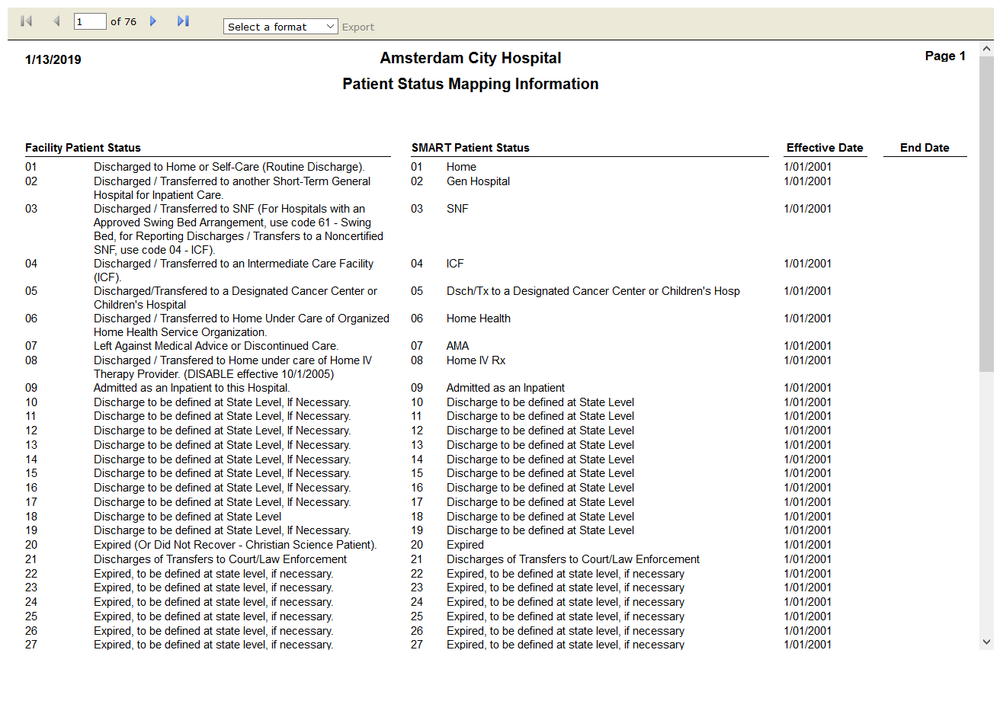 1 of 76 Select a format Export
1/13/2019 Amsterdam City Hospital Page 1
Patient Status Mapping Information
Facility Patient Status SMART Patient Status Effective Date End Date
01 Discharged to Home or Self-Care (Routine Discharge). 01 Home 1/01/2001
02 Discharged / Transferred to another Short-Term General 02 Gen Hospital 1/01/2001
Hospital for Inpatient Care.
03 Discharged / Transferred to SNF (For Hospitals with an 03 SNF 1/01/2001
Approved Swing Bed Arrangement, use code 61 - Swing
Bed, for Reporting Discharges / Transfers to a Noncertified
SNF, use code 04 - ICF).
04 Discharged / Transferred to an Intermediate Care Facility 04 ICF 1/01/2001
(ICF).
05 Discharged/Transfered to a Designated Cancer Center or 05 Dsch/Tx to a Designated Cancer Center or Children's Hosp 1/01/2001
Children's Hospital
06 Discharged / Transferred to Home Under Care of Organized 06 Home Health 1/01/2001
Home Health Service Organization.
07 Left Against Medical Advice or Discontinued Care. 07 AMA 1/01/2001
08 Discharged / Transfered to Home under care of Home IV 08 Home IV Rx 1/01/2001
Therapy Provider. (DISABLE effective 10/1/2005)
09 Admitted as an Inpatient to this Hospital. 09 Admitted as an Inpatient 1/01/2001
10 Discharge to be defined at State Level, If Necessary. 10 Discharge to be defined at State Level 1/01/2001
11 Discharge to be defined at State Level, If Necessary. 11 Discharge to be defined at State Level 1/01/2001
12 Discharge to be defined at State Level, If Necessary. 12 Discharge to be defined at State Level 1/01/2001
13 Discharge to be defined at State Level, If Necessary. 13 Discharge to be defined at State Level 1/01/2001
14 Discharge to be defined at State Level, If Necessary. 14 Discharge to be defined at State Level 1/01/2001
15 Discharge to be defined at State Level, If Necessary. 15 Discharge to be defined at State Level 1/01/2001
16 Discharge to be defined at State Level, If Necessary. 16 Discharge to be defined at State Level 1/01/2001
17 Discharge to be defined at State Level, If Necessary. 17 Discharge to be defined at State Level 1/01/2001
18 Discharge to be defined at State Level 18 Discharge to be defined at State Level 1/01/2001
19 Discharge to be defined at State Level, If Necessary. 19 Discharge to be defined at State Level 1/01/2001
20 Expired (Or Did Not Recover - Christian Science Patient). 20 Expired 1/01/2001
21 Discharges of Transfers to Court/Law Enforcement 21 Discharges of Transfers to Court/Law Enforcement 1/01/2001
22 Expired, to be defined at state level, if necessary. 22 Expired, to be defined at state level, if necessary 1/01/2001
23 Expired, to be defined at state level, if necessary. 23 Expired, to be defined at state level, if necessary 1/01/2001
24 Expired, to be defined at state level, if necessary. 24 Expired, to be defined at state level, if necessary 1/01/2001
25 Expired, to be defined at state level, if necessary. 25 Expired, to be defined at state level, if necessary 1/01/2001
26 Expired, to be defined at state level, if necessary. 26 Expired, to be defined at state level, if necessary 1/01/2001
27 Expired, to be defined at state level, if necessary. 27 Expired, to be defined at state level, if necessary 1/01/2001